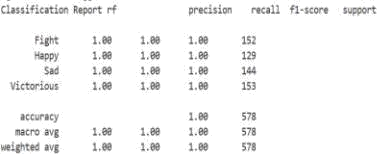 Classification Report rf precision recall f1-score support
Fight 1.00 1.00 1.00 152
Happy 1.00 1.00 1.00 129
Sad 1.00 1.00 1.00 144
Victorious 1.00 1.00 1.00 153
accuracy 1.00 578
macro avg 1.00 1.00 1.00 578
weighted avg 1.00 1.00 1.00 578